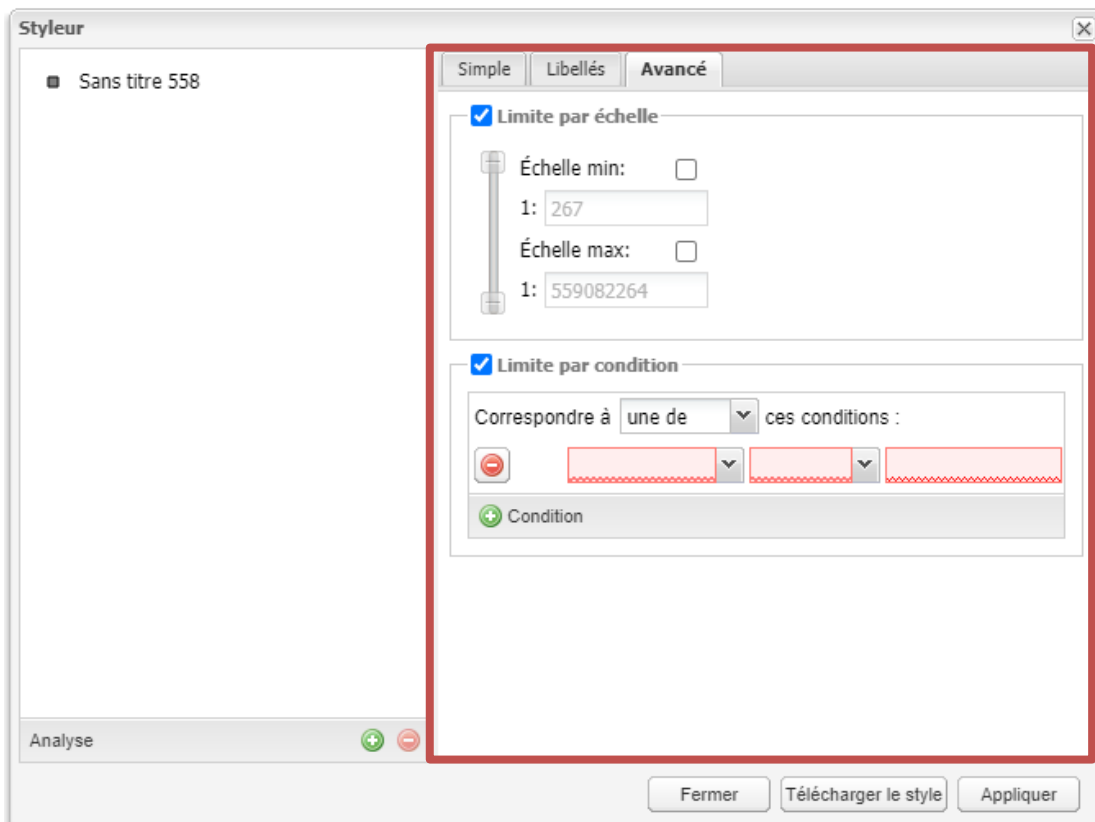 Styleur
Sans titre 558
Simple Libellés Avancé
Limite par échelle
Échelle min:
1: 267
Échelle max:
1: 559082264
Limite par condition
Correspondre à une de ces conditions :
Condition
Analyse
Fermer Télécharger le style Appliquer